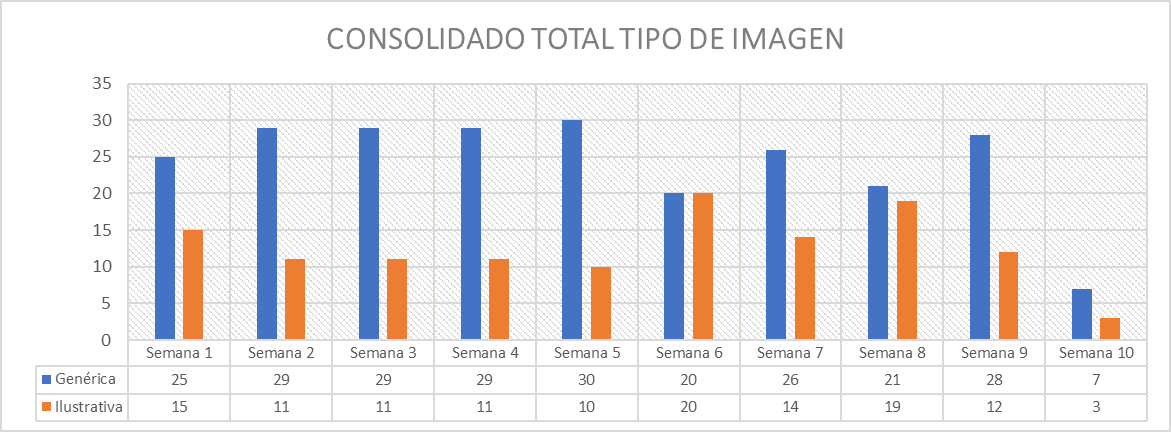 CONSOLIDADO TOTAL TIPO DE IMAGEN
35
30
25
20
15
10
5
0
Semana 1 Semana 2 Semana 3 Semana 4 Semana 5 Semana 6 Semana 7 Semana 8 Semana 9 Semana 10
Genérica 25 29 29 29 30 20 26 21 28 7
Ilustrativa 15 11 11 11 10 20 14 19 12 3